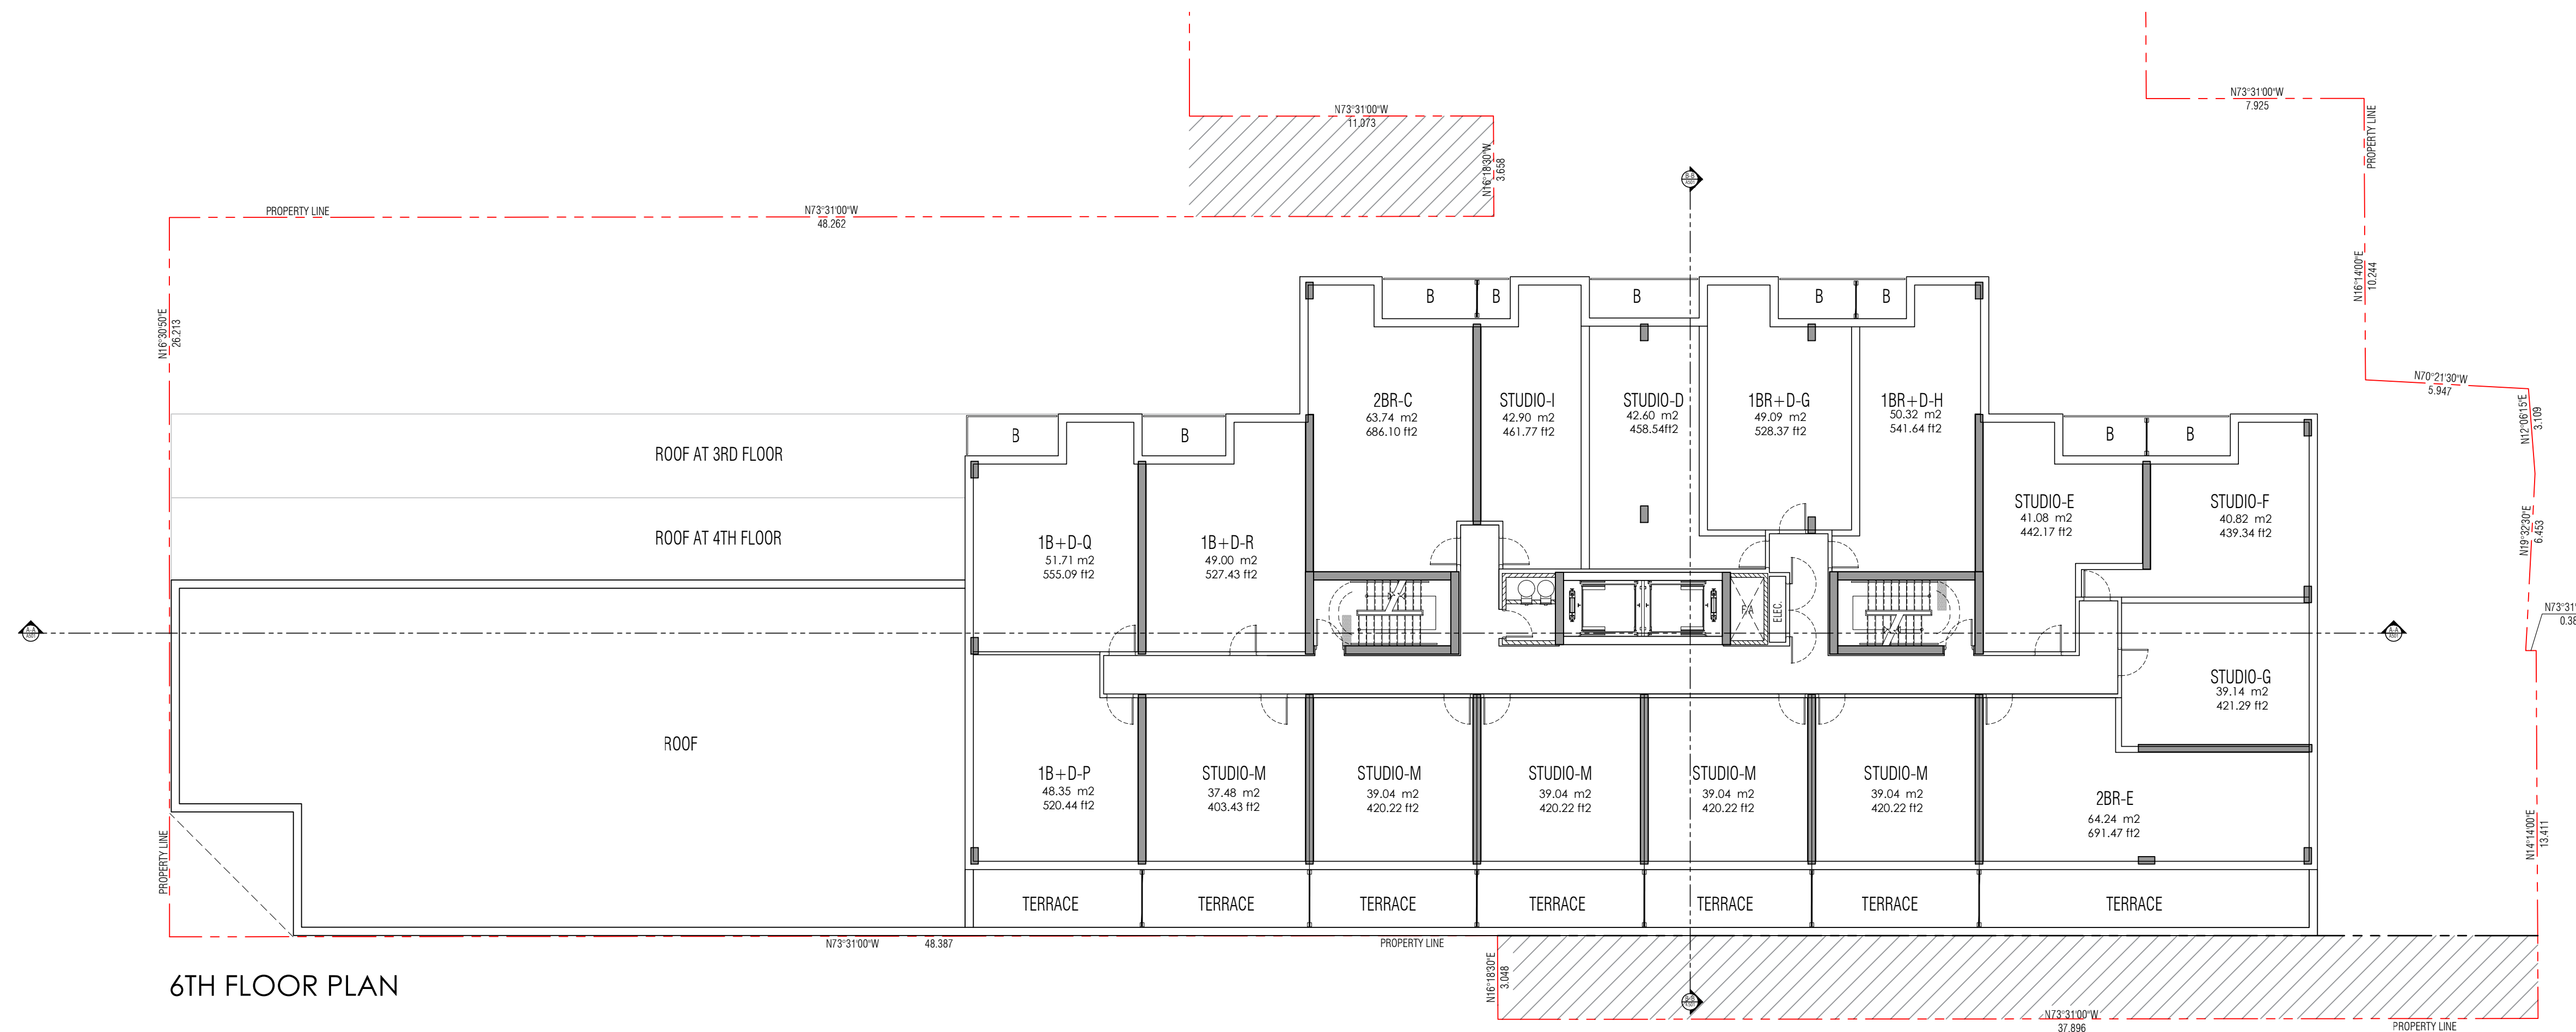 N73°31'00"W
7.925
N73°31'00"W
11.073
PROPERTY LINE
N16°18'30"W
3.658
PROPERTY LINE
N73°31'00"W
48.262
N16°14'00"E
10.244
N16°30'50"E
26.213
B
B
B
B
B
N70°21'30"W
5.947
N12°06'15"E
3.109
2BR-C
63.74 m2
686.10 ft2
STUDIO-I
42.90 m2
461.77 ft2
STUDIO-D
42.60 m2
458.54ft2
1BR+D-G
49.09 m2
528.37 ft2
1BR+D-H
50.32 m2
541.64 ft2
B
B
B
B
ROOF AT 3RD FLOOR
STUDIO-E
41.08 m2
442.17 ft2
STUDIO-F
40.82 m2
439.34 ft2
N19°32'30"E
6.453
ROOF AT 4TH FLOOR
1B+D-Q
51.71 m2
555.09 ft2
1B+D-R
49.00 m2
527.43 ft2
F/A
ELEC.
N73°31'
0.38
STUDIO-G
39.14 m2
421.29 ft2
ROOF
1B+D-P
48.35 m2
520.44 ft2
STUDIO-M
37.48 m2
403.43 ft2
STUDIO-M
39.04 m2
420.22 ft2
STUDIO-M
39.04 m2
420.22 ft2
STUDIO-M
39.04 m2
420.22 ft2
STUDIO-M
39.04 m2
420.22 ft2
2BR-E
64.24 m2
691.47 ft2
N14°14'00"E
13.411
PROPERTY LINE
TERRACE
TERRACE
TERRACE
TERRACE
TERRACE
TERRACE
TERRACE
N73°31'00"W
48.387
PROPERTY LINE
N16°18'30"E
3.048
6TH FLOOR PLAN
N73°31'00"W
37.896
PROPERTY LINE